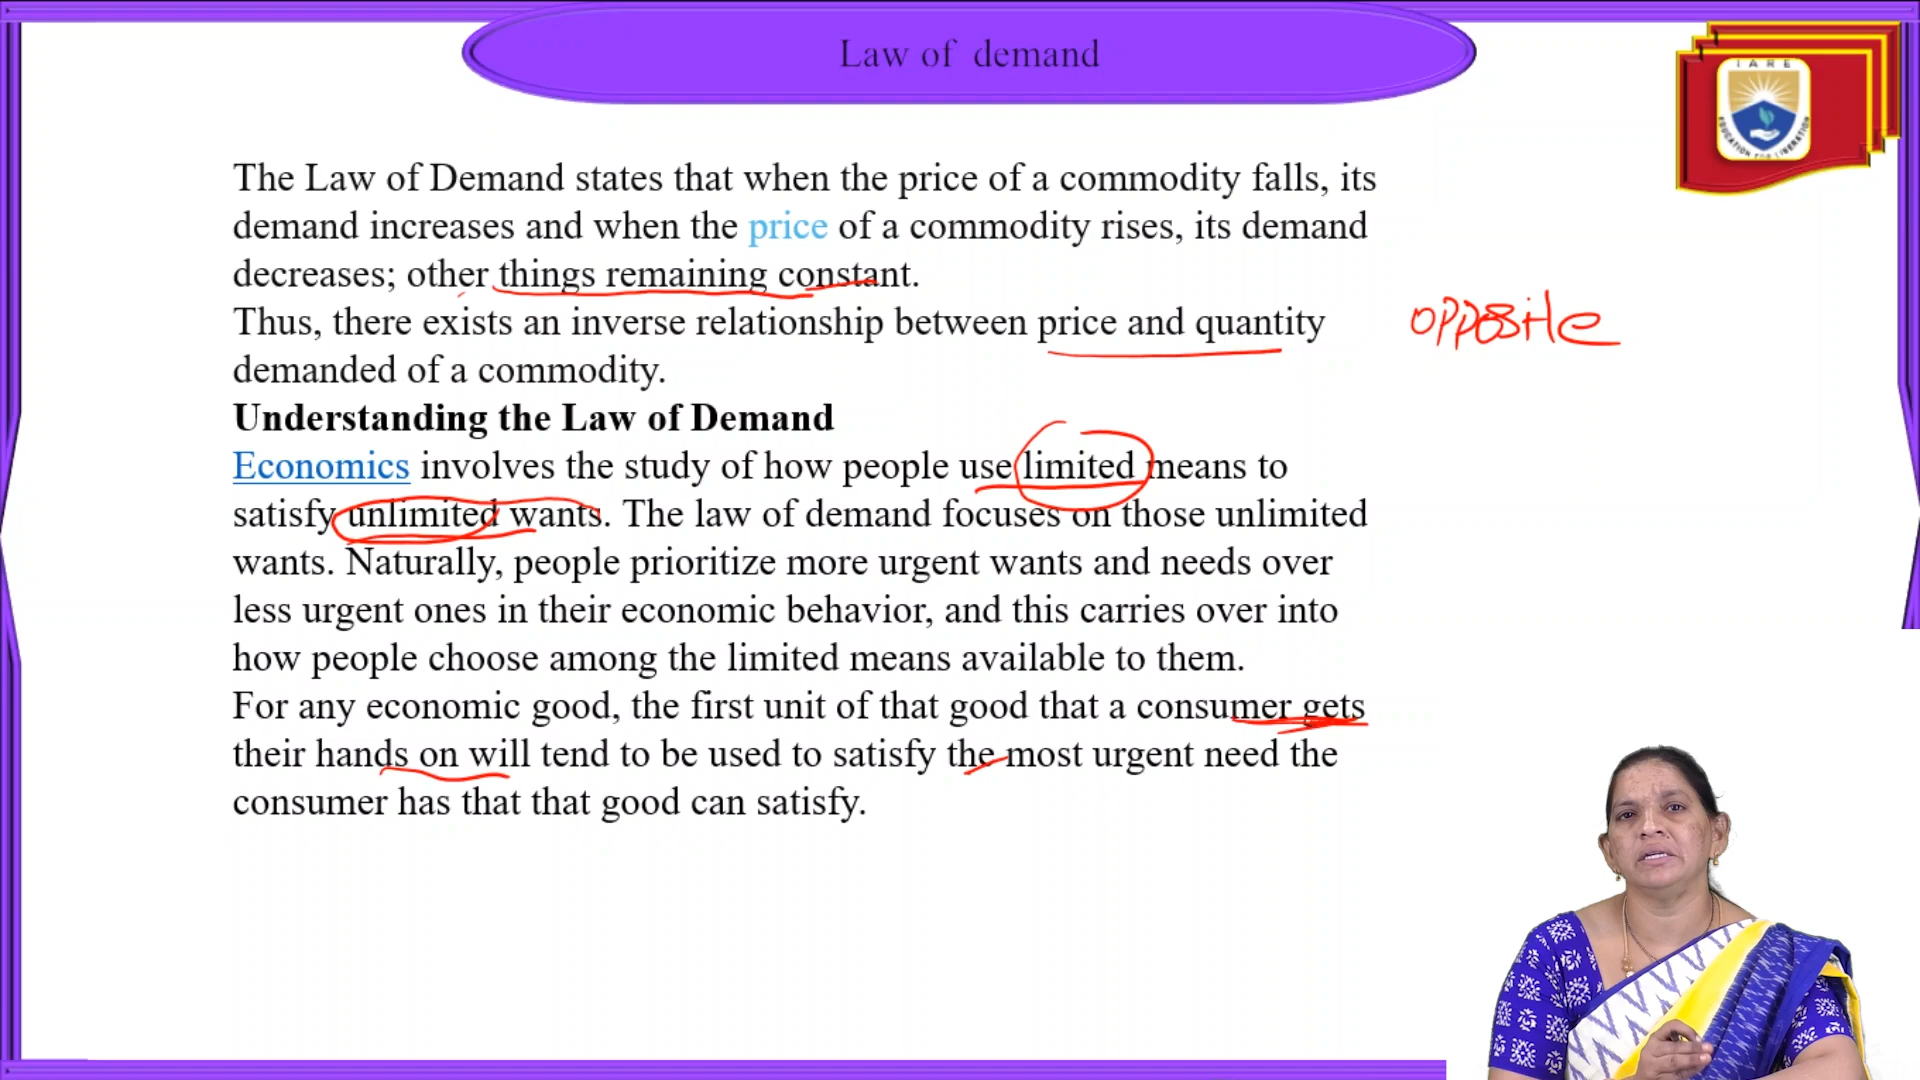 Law of demand
IARE
EDUCATION FOR LIBERATION
The Law of Demand states that when the price of a commodity falls, its
demand increases and when the price of a commodity rises, its demand
decreases; other things remaining constant.
Thus, there exists an inverse relationship between price and quantity
opposite
demanded of a commodity.
Understanding the Law of Demand
Economics involves the study of how people use limited means to
satisfy unlimited wants. The law of demand focuses on those unlimited
wants. Naturally, people prioritize more urgent wants and needs over
less urgent ones in their economic behavior, and this carries over into
how people choose among the limited means available to them.
For any economic good, the first unit of that good that a consumer gets
their hands on will tend to be used to satisfy the most urgent need the
consumer has that that good can satisfy.